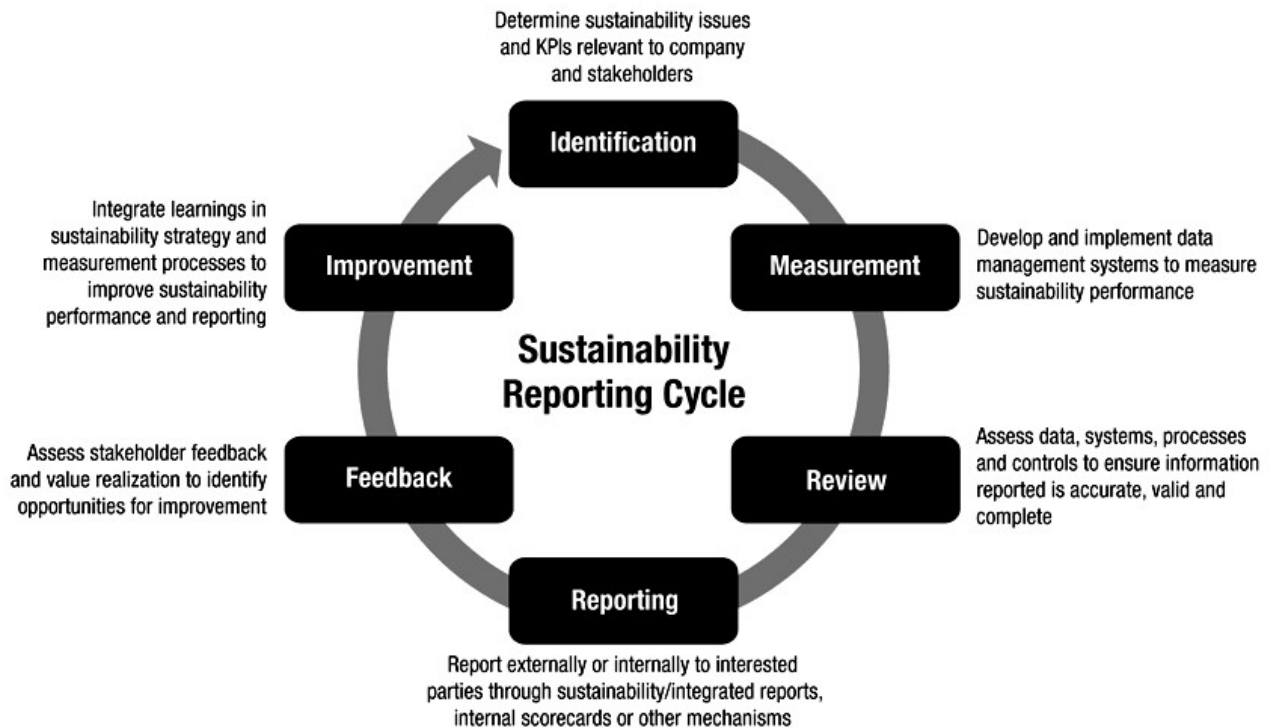 Determine sustainability issues
and KPIs relevant to company
and stakeholders
Identification
Measurement
Develop and implement data
management systems to measure
sustainability performance
Review
Assess data, systems, processes
and controls to ensure information
reported is accurate, valid and
complete
Reporting
Report externally or internally to interested
parties through sustainability/integrated reports,
internal scorecards or other mechanisms
Feedback
Assess stakeholder feedback
and value realization to identify
opportunities for improvement
Improvement
Integrate learnings in
sustainability strategy and
measurement processes to
improve sustainability
performance and reporting
Sustainability
Reporting Cycle